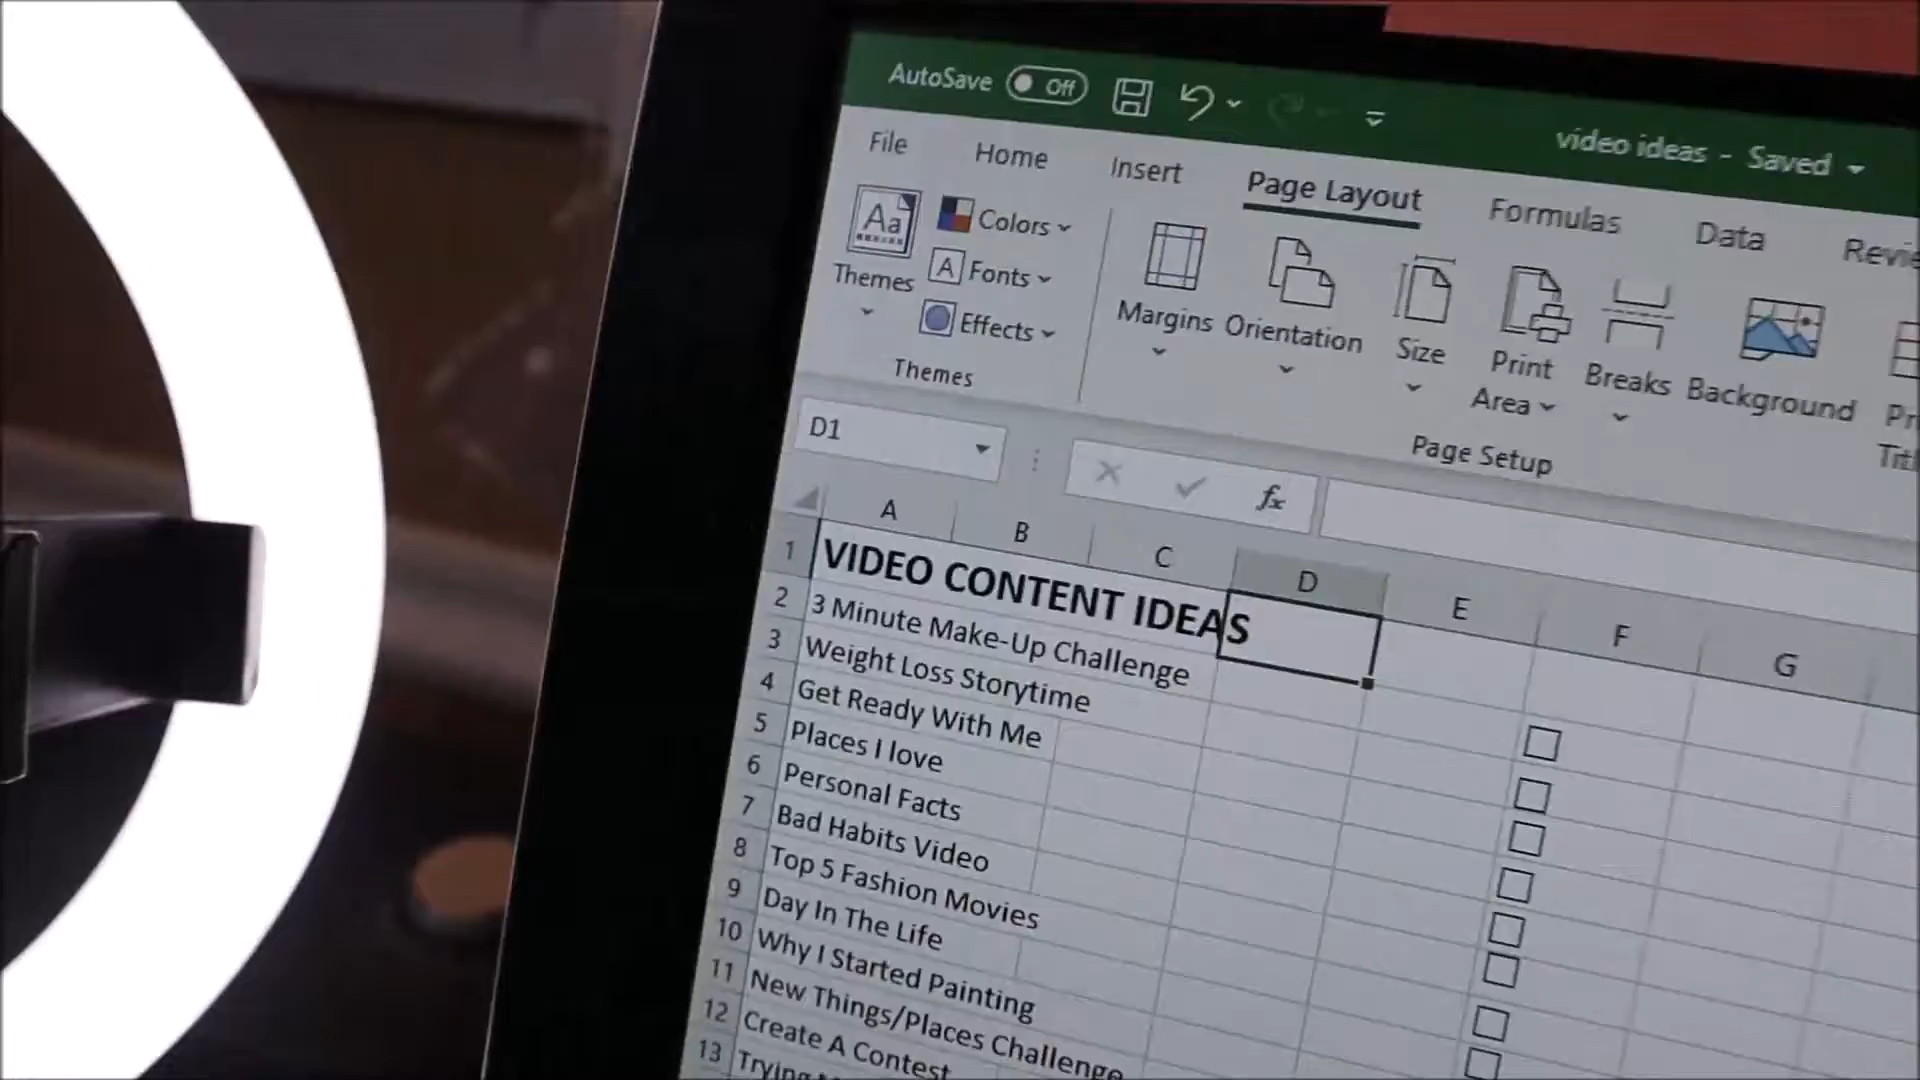 AutoSave Off
video ideas - Saved
File Home Insert Page Layout Formulas Data
Aa
Themes
Colors
A Fonts
Effects
Themes
Margins
Orientation
Size
Print Area
Breaks
Background
Page Setup
D1
fx
A B C D E F G
1 VIDEO CONTENT IDEAS
2 3 Minute Make-Up Challenge
3 Weight Loss Storytime
4 Get Ready With Me
5 Places I love
6 Personal Facts
7 Bad Habits Video
8 Top 5 Fashion Movies
9 Day In The Life
10 Why I Started Painting
11 New Things/Places Challenge
12 Create A Contest
13 Trying